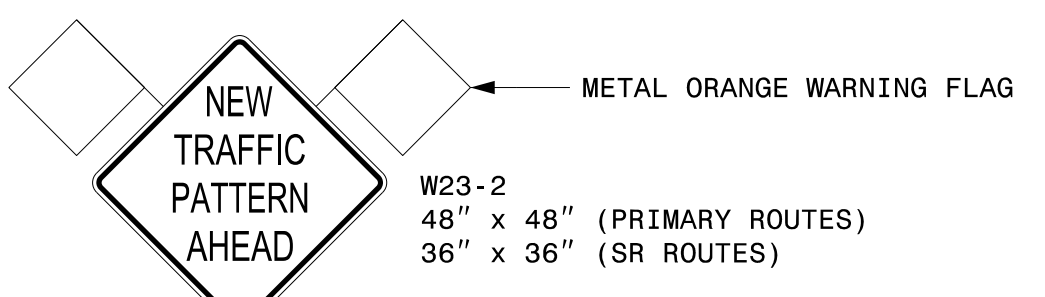 NEW
TRAFFIC
PATTERN
AHEAD
METAL ORANGE WARNING FLAG
W23-2
48" x 48" (PRIMARY ROUTES)
36" x 36" (SR ROUTES)